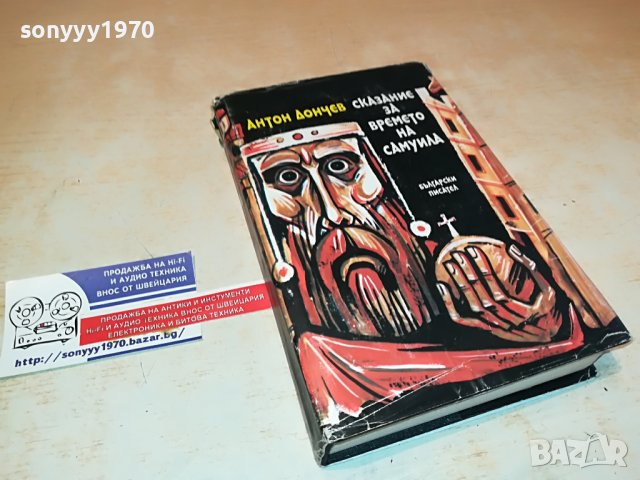 sonyyy1970
АНТОН ДОНЧЕВ
СКАЗАНИЕ
ЗА
ВРЕМЕТО
НА
САМУИЛА
БЪЛГАРСКИ
ПИСАТЕЛ
ПРОДАЖБА НА Hi-Fi
И АУДИО ТЕХНИКА
ВНОС ОТ ШВЕЙЦАРИЯ
ПРОДАЖБА НА АНТИКИ И ИНСТУМЕНТИ
Hi-Fi И АУДИО ТЕХНИКА ВНОС ОТ ШВЕЙЦАРИЯ
ЕЛЕКТРОНИКА И БИТОВА ТЕХНИКА
http://sonyyy1970.bazar.bg/
BAZAR